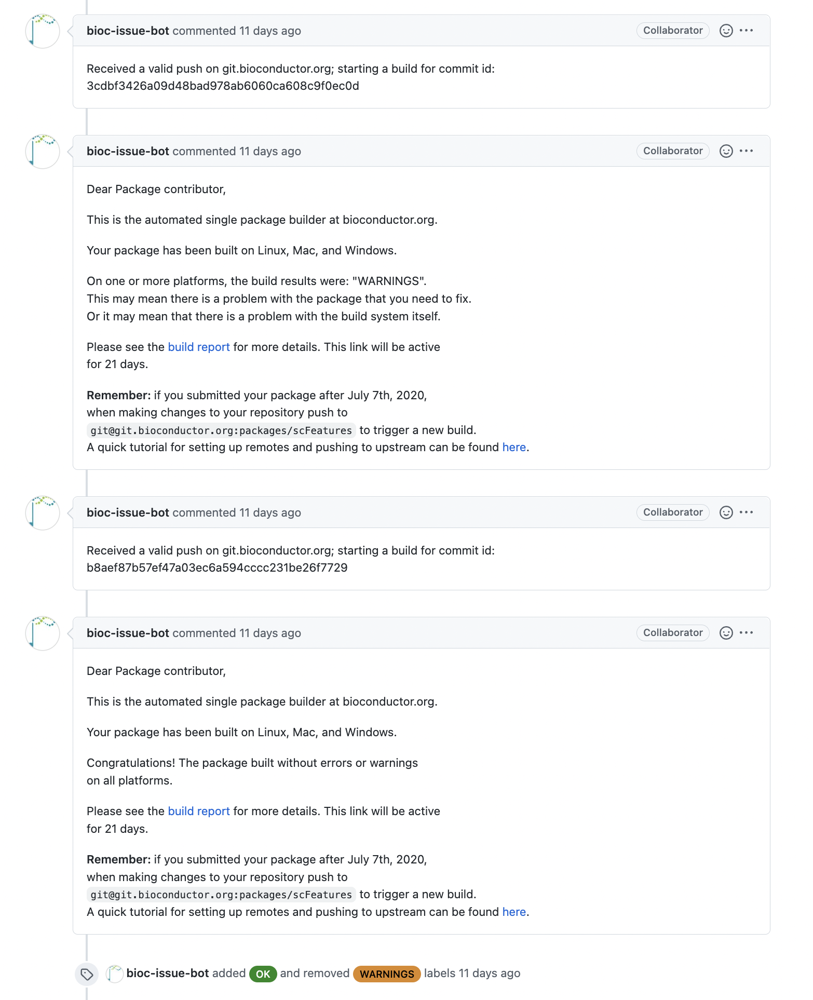 bioc-issue-bot commented 11 days ago Collaborator
Received a valid push on git.bioconductor.org; starting a build for commit id:
3cdbf3426a09d48bad978ab6060ca608c9f0ec0d
bioc-issue-bot commented 11 days ago Collaborator
Dear Package contributor,
This is the automated single package builder at bioconductor.org.
Your package has been built on Linux, Mac, and Windows.
On one or more platforms, the build results were: "WARNINGS".
This may mean there is a problem with the package that you need to fix.
Or it may mean that there is a problem with the build system itself.
Please see the build report for more details. This link will be active
for 21 days.
Remember: if you submitted your package after July 7th, 2020,
when making changes to your repository push to
git@git.bioconductor.org:packages/scFeatures to trigger a new build.
A quick tutorial for setting up remotes and pushing to upstream can be found here.
bioc-issue-bot commented 11 days ago Collaborator
Received a valid push on git.bioconductor.org; starting a build for commit id:
b8aef87b57ef47a03ec6a594cccc231be26f7729
bioc-issue-bot commented 11 days ago Collaborator
Dear Package contributor,
This is the automated single package builder at bioconductor.org.
Your package has been built on Linux, Mac, and Windows.
Congratulations! The package built without errors or warnings
on all platforms.
Please see the build report for more details. This link will be active
for 21 days.
Remember: if you submitted your package after July 7th, 2020,
when making changes to your repository push to
git@git.bioconductor.org:packages/scFeatures to trigger a new build.
A quick tutorial for setting up remotes and pushing to upstream can be found here.
bioc-issue-bot added OK and removed WARNINGS labels 11 days ago